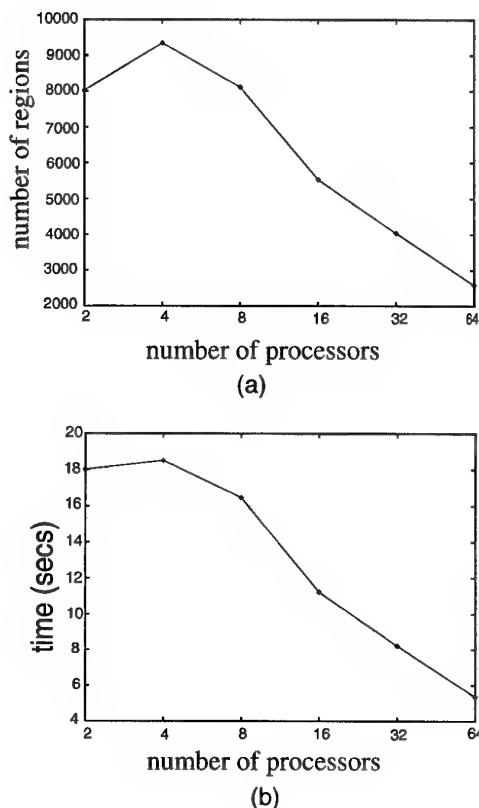 number of regions
10000
9000
8000
7000
6000
5000
4000
3000
2000
2 4 8 16 32 64
number of processors
(a)
time (secs)
20
18
16
14
12
10
8
6
4
2 4 8 16 32 64
number of processors
(b)